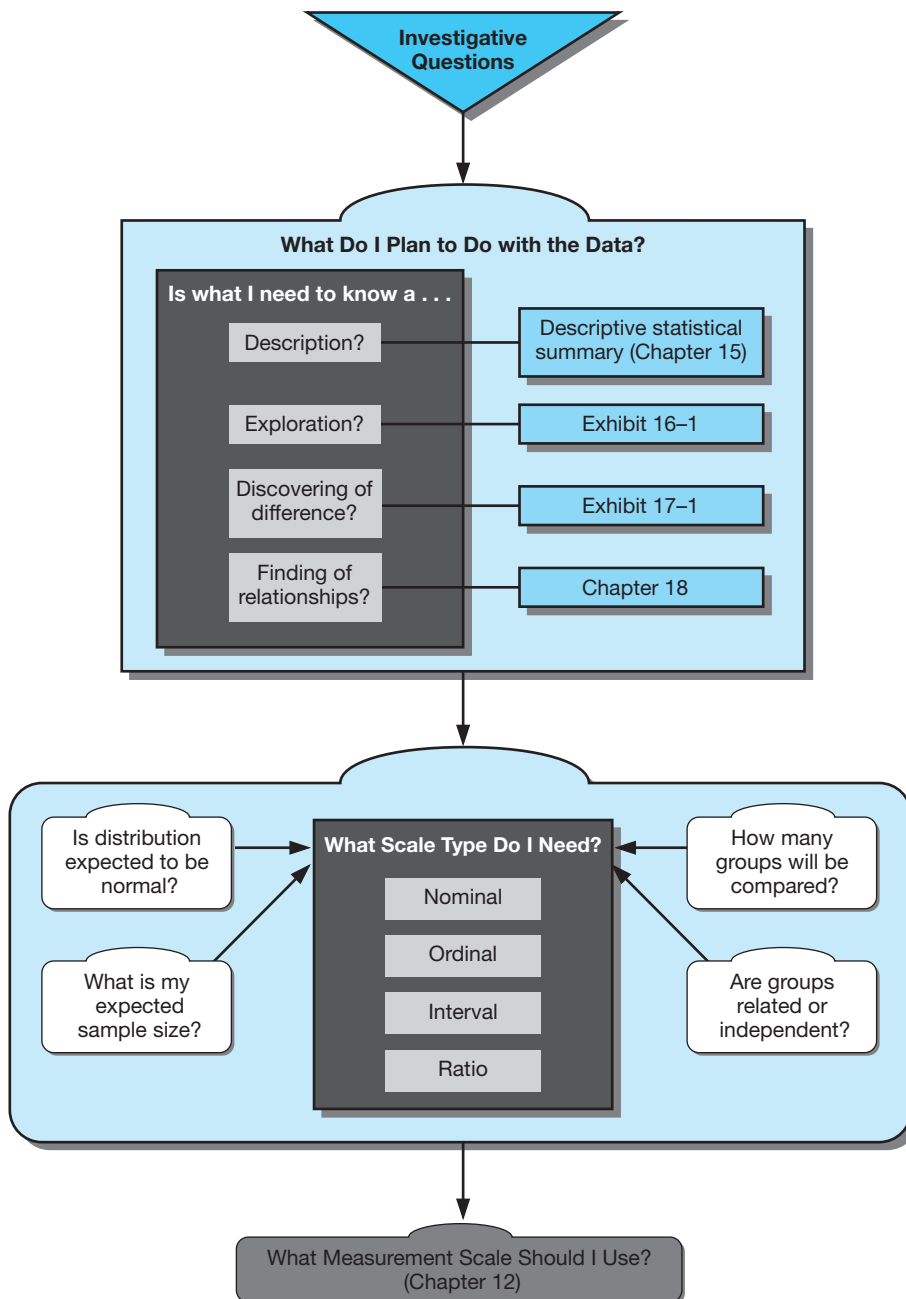 Investigative
Questions
What Do I Plan to Do with the Data?
Is what I need to know a . . .
Description?
Descriptive statistical
summary (Chapter 15)
Exploration?
Exhibit 16–1
Discovering of
difference?
Exhibit 17–1
Finding of
relationships?
Chapter 18
Is distribution
expected to be
normal?
What is my
expected
sample size?
What Scale Type Do I Need?
Nominal
Ordinal
Interval
Ratio
How many
groups will be
compared?
Are groups
related or
independent?
What Measurement Scale Should I Use?
(Chapter 12)